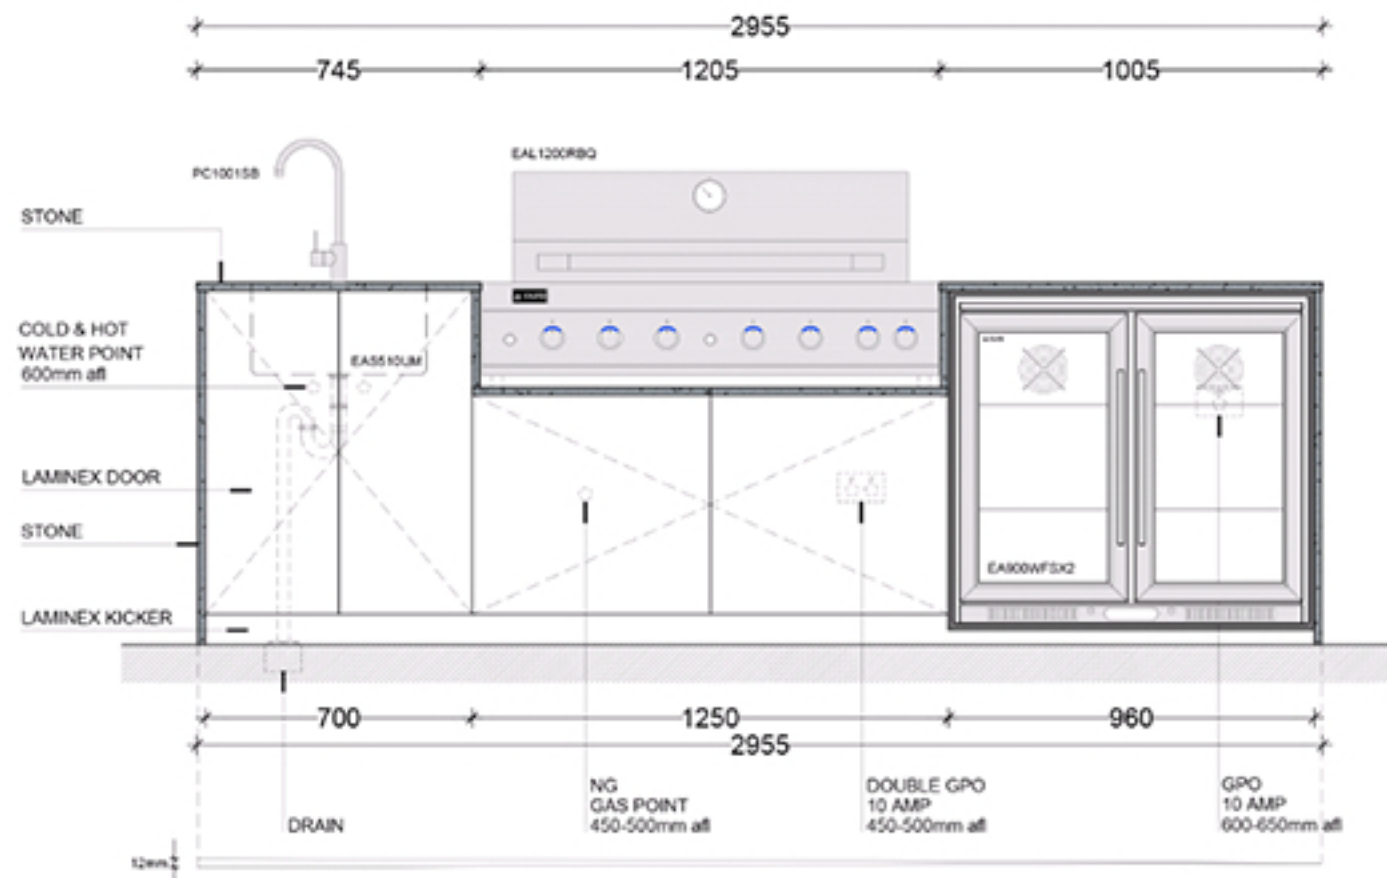 2955
745
1205
1005
EAL1200RBQ
PC1001SB
STONE
COLD & HOT
WATER POINT
600mm afl
EAS510UM
LAMINEX DOOR
STONE
EA900WFSX2
LAMINEX KICKER
700
1250
960
2955
NG
GAS POINT
450-500mm afl
DOUBLE GPO
10 AMP
450-500mm afl
GPO
10 AMP
600-650mm afl
DRAIN
12mm